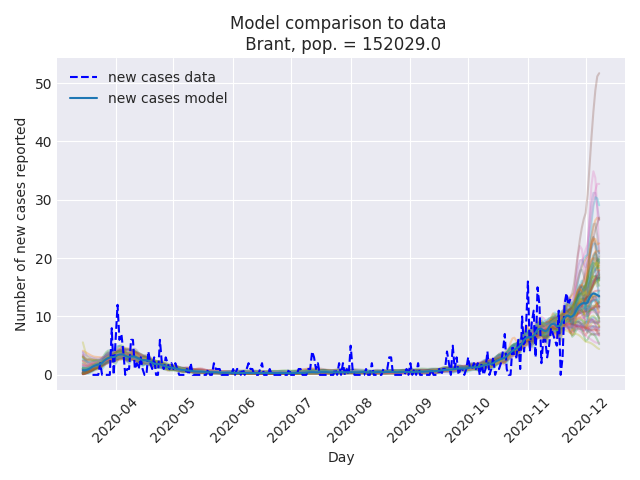 Model comparison to data
Brant, pop. = 152029.0
new cases data
new cases model
Number of new cases reported
50
40
30
20
10
0
2020-04
2020-05
2020-06
2020-07
2020-08
2020-09
2020-10
2020-11
2020-12
Day